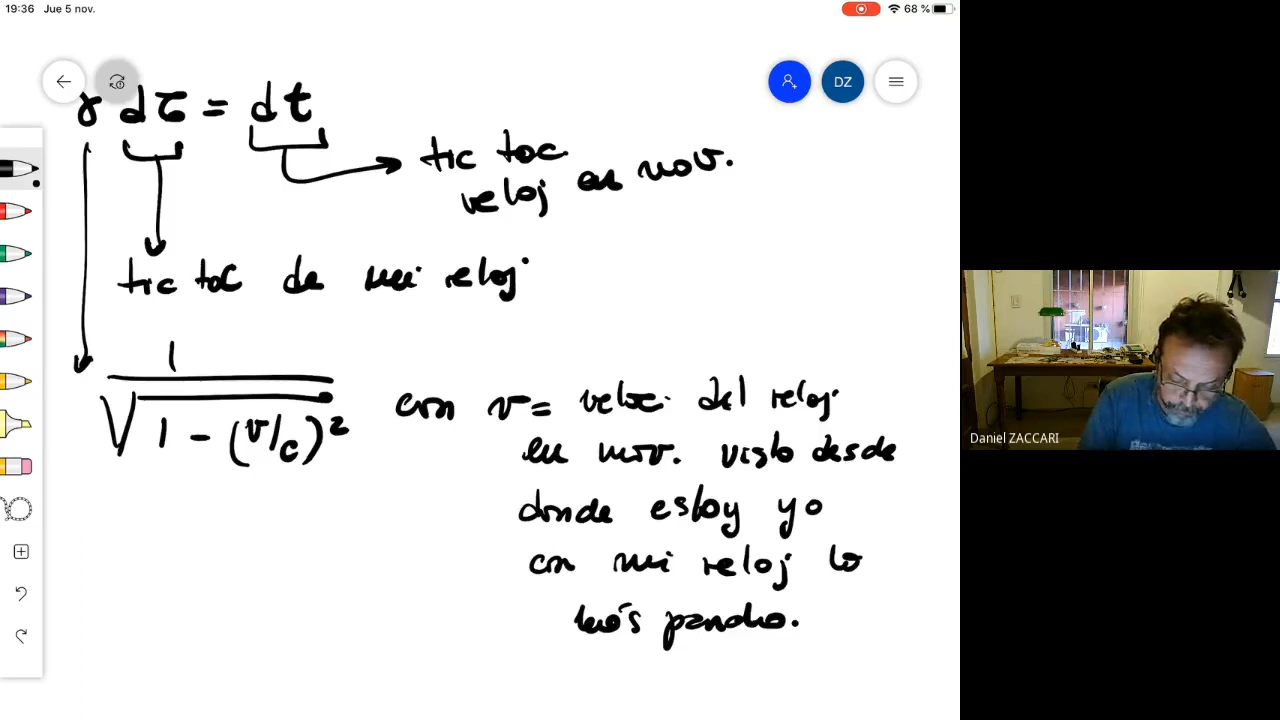 19:36 Jue 5 nov.
68 %
DZ
γ dτ = dt
tic toc
reloj en mov.
tic toc de mi reloj
1
√1 - (v/c)²
con v = veloc. del reloj
en mov. visto desde
donde estoy yo
con mi reloj lo
más pancho.
Daniel ZACCARI